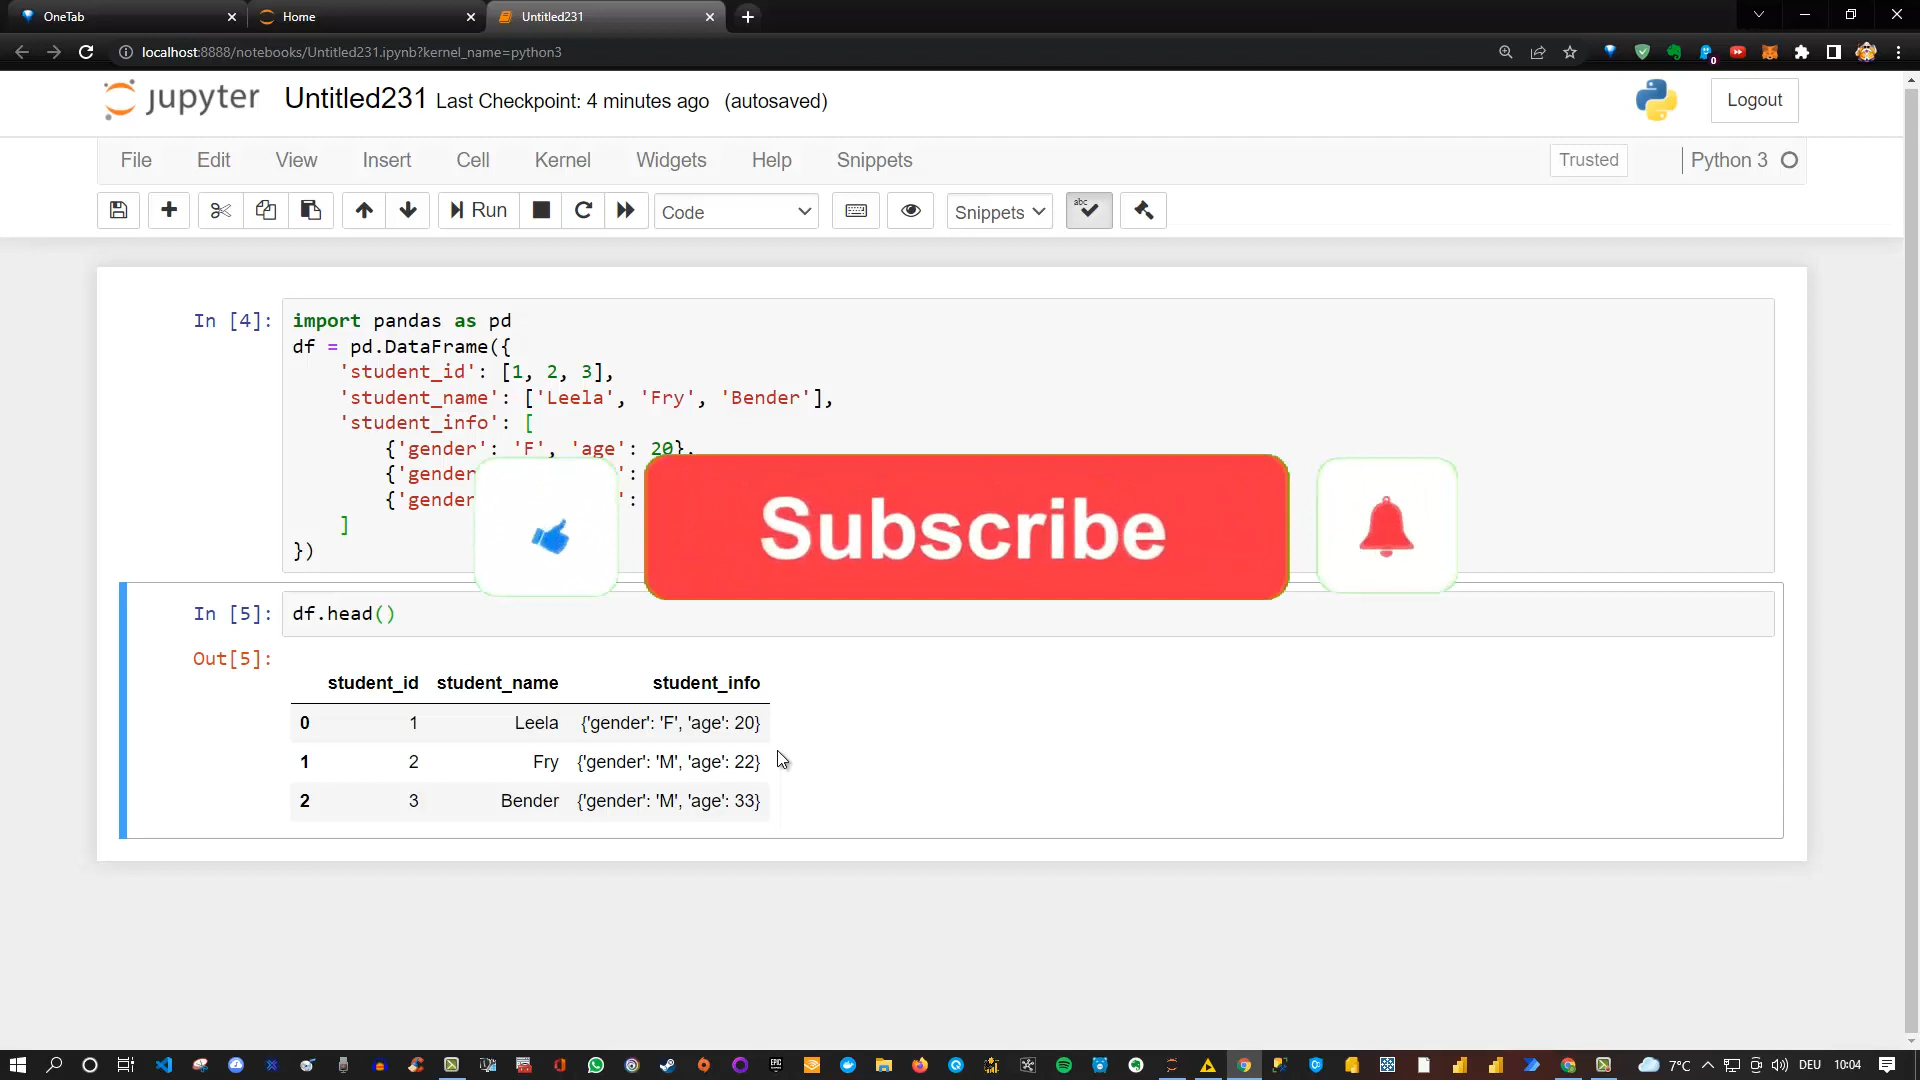 OneTab
Home
Untitled231
localhost:8888/notebooks/Untitled231.ipynb?kernel_name=python3
0
jupyter Untitled231 Last Checkpoint: 4 minutes ago (autosaved)
Logout
File Edit View Insert Cell Kernel Widgets Help Snippets
Trusted
Python 3
Run
Code
Snippets
abc
In [4]:
import pandas as pd
df = pd.DataFrame({
'student_id': [1, 2, 3],
'student_name': ['Leela', 'Fry', 'Bender'],
'student_info': [
{'gender': 'F', 'age': 20},
{'gender
':
{'gender
':
]
})
Subscribe
In [5]:
df.head()
Out[5]:
student_id student_name student_info
0 1 Leela {'gender': 'F', 'age': 20}
1 2 Fry {'gender': 'M', 'age': 22}
2 3 Bender {'gender': 'M', 'age': 33}
EPIC
7°C
DEU
10:04